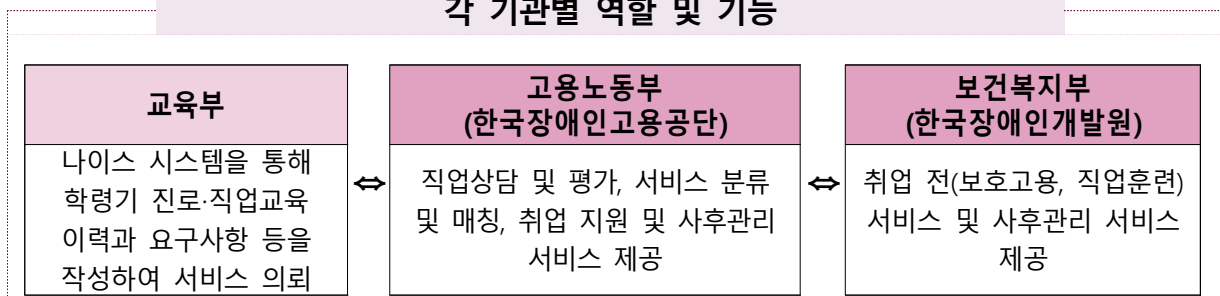 각 기관별 역할 및 기능
교육부
나이스 시스템을 통해
학령기 진로·직업교육
이력과 요구사항 등을
작성하여 서비스 의뢰
⇔
고용노동부
(한국장애인고용공단)
직업상담 및 평가, 서비스 분류
및 매칭, 취업 지원 및 사후관리
서비스 제공
⇔
보건복지부
(한국장애인개발원)
취업 전(보호고용, 직업훈련)
서비스 및 사후관리 서비스
제공